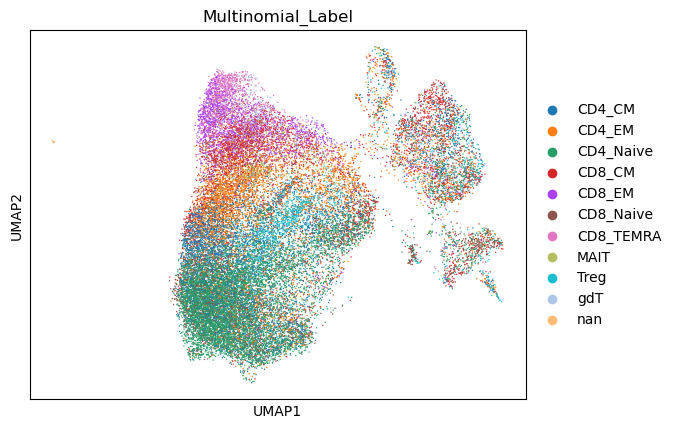 Multinomial_Label
UMAP2
UMAP1
CD4_CM
CD4_EM
CD4_Naive
CD8_CM
CD8_EM
CD8_Naive
CD8_TEMRA
MAIT
Treg
gdT
nan